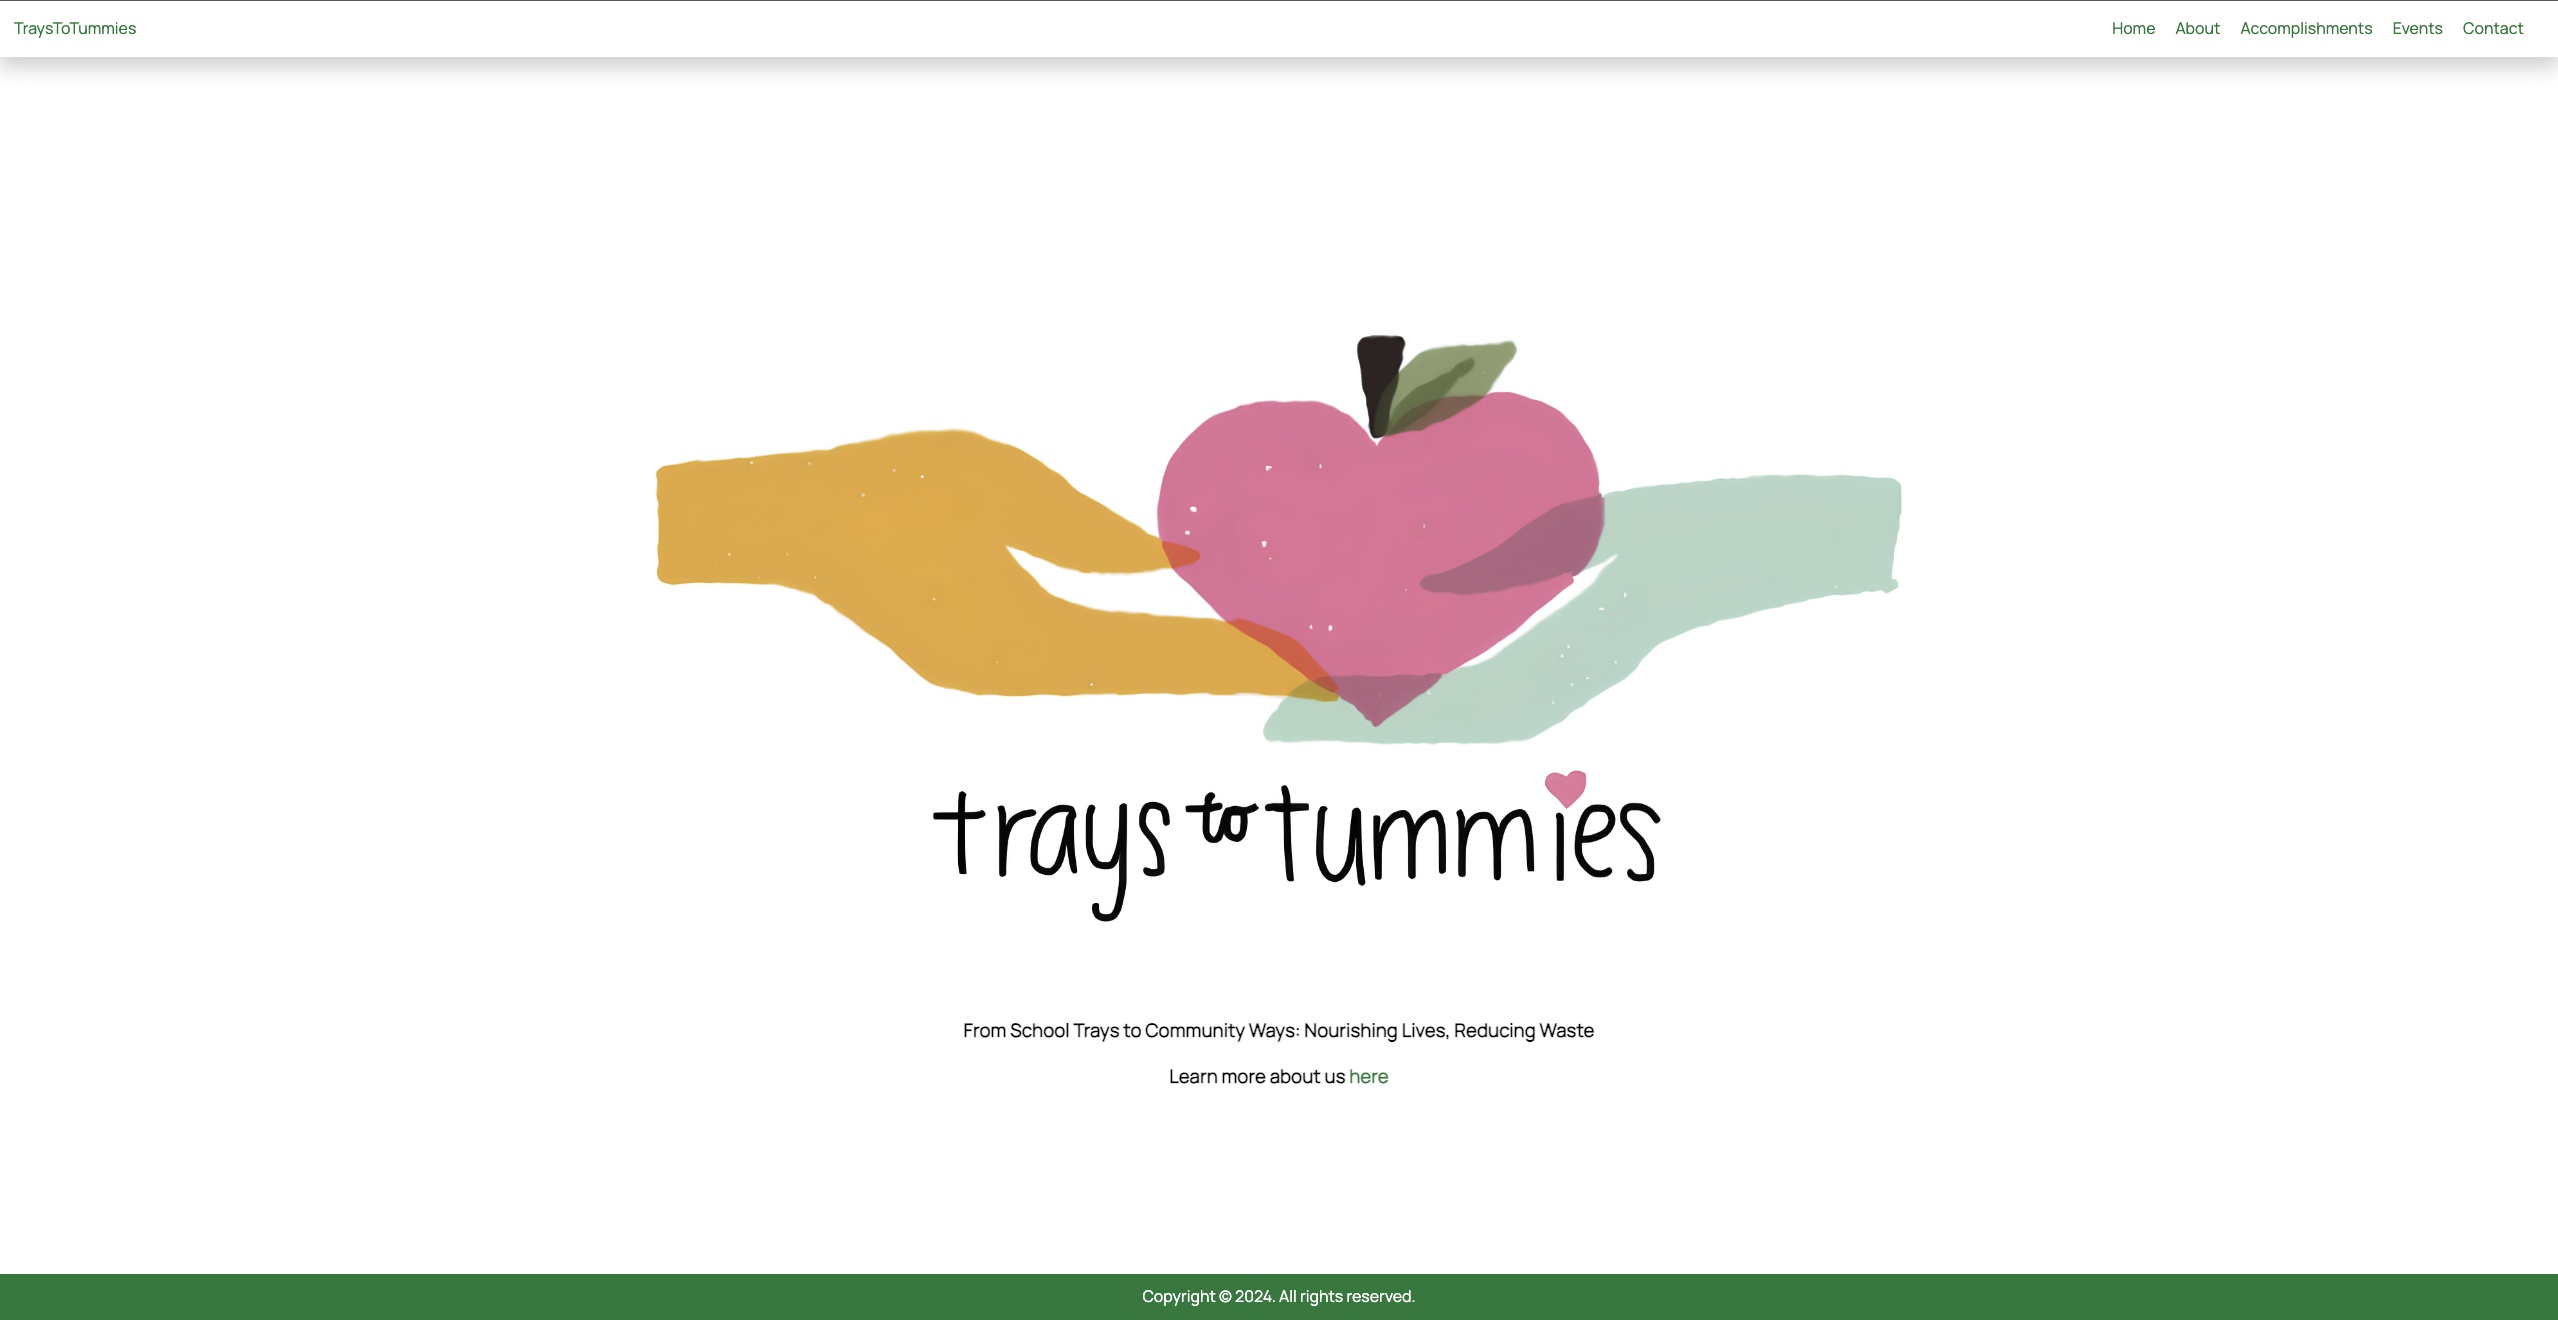 TraysToTummies
Home About Accomplishments Events Contact
trays to tummies
From School Trays to Community Ways: Nourishing Lives, Reducing Waste
Learn more about us here
Copyright © 2024. All rights reserved.